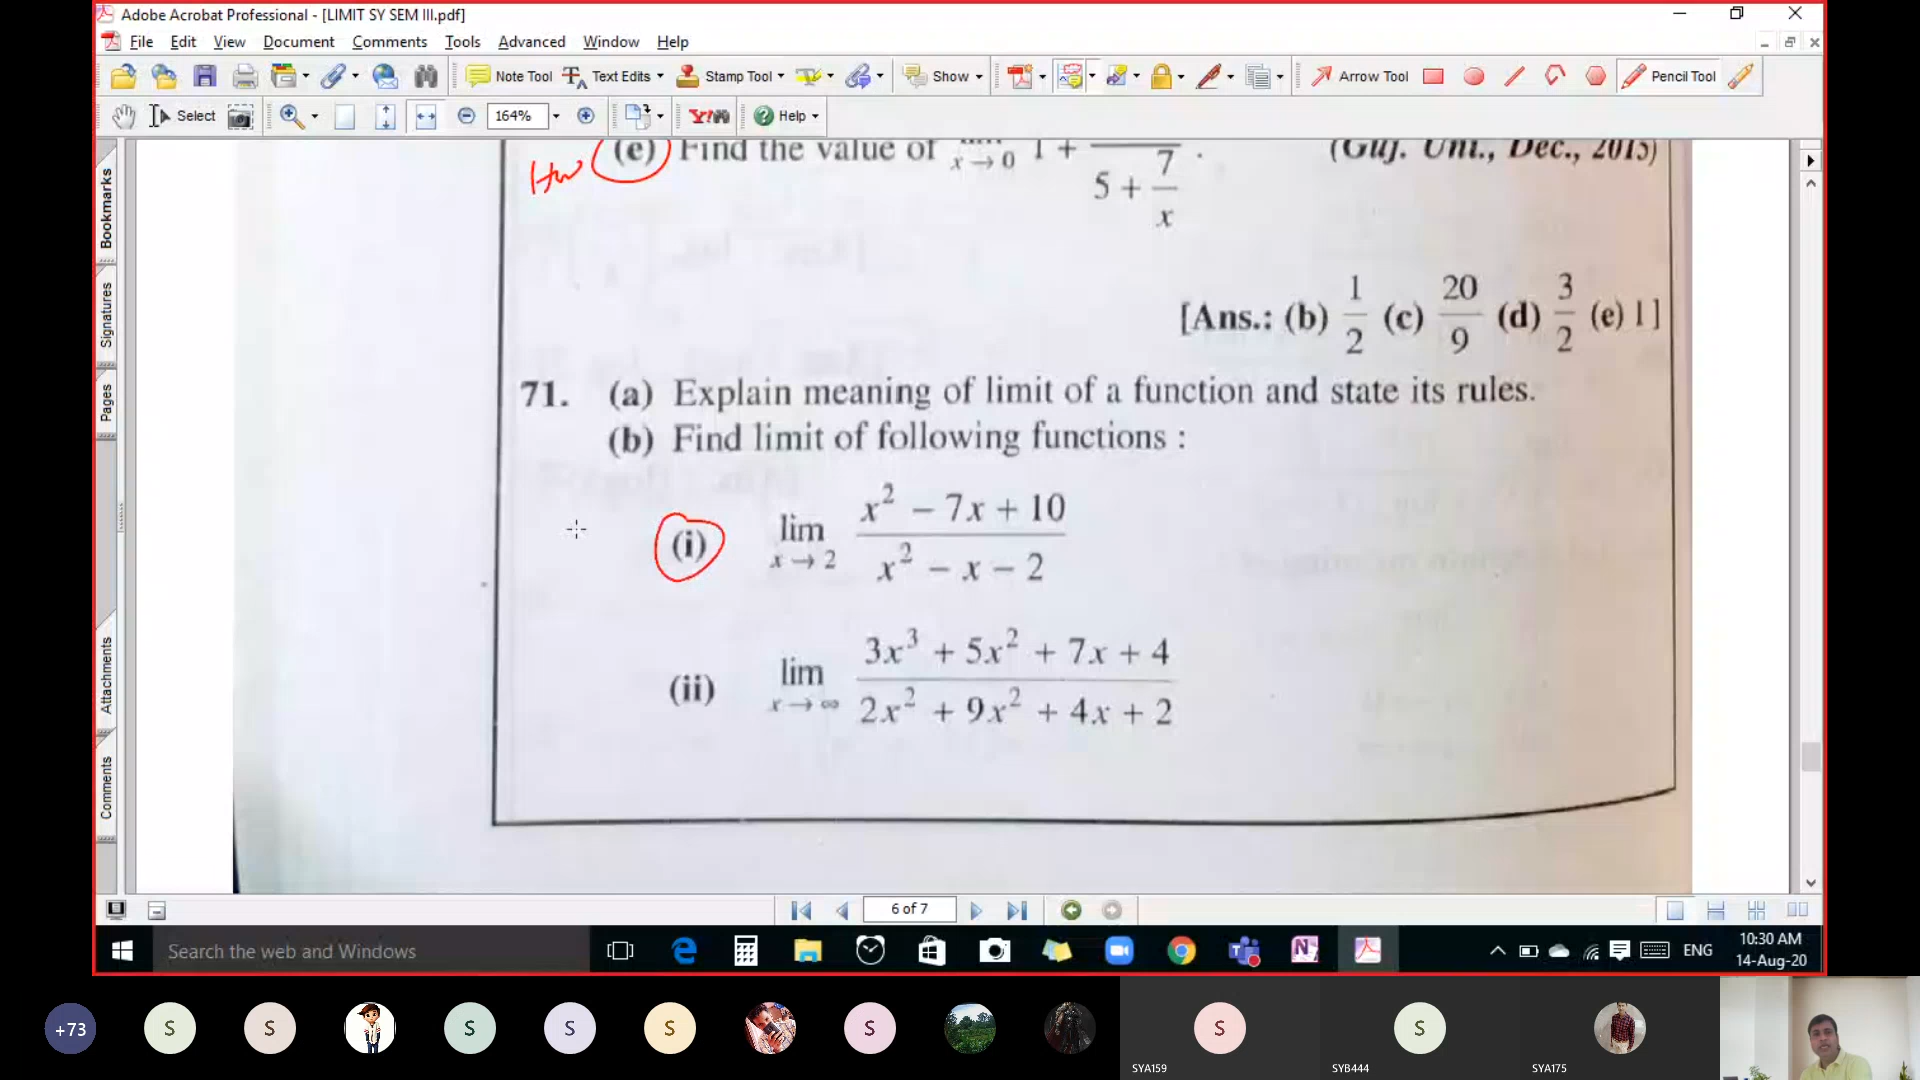 Adobe Acrobat Professional - [LIMIT SY SEM III.pdf]
File Edit View Document Comments Tools Advanced Window Help
Note Tool Text Edits Stamp Tool Show Arrow Tool Pencil Tool
Select 164% Y! Help
Bookmarks
Signatures
Pages
Attachments
Comments
Hw (e) Find the value of lim x → 0 1 + 5 + 7/x . (Guj. Uni., Dec., 2015)
[Ans.: (b) 1/2 (c) 20/9 (d) 3/2 (e) 1]
71. (a) Explain meaning of limit of a function and state its rules.
(b) Find limit of following functions :
(i) lim x → 2 x² − 7x + 10 / x² − x − 2
(ii) lim x → ∞ 3x³ + 5x² + 7x + 4 / 2x² + 9x² + 4x + 2
6 of 7
Search the web and Windows
ENG
10:30 AM
14-Aug-20
+73 S S S S S S S S
SYA159 SYB444 SYA175